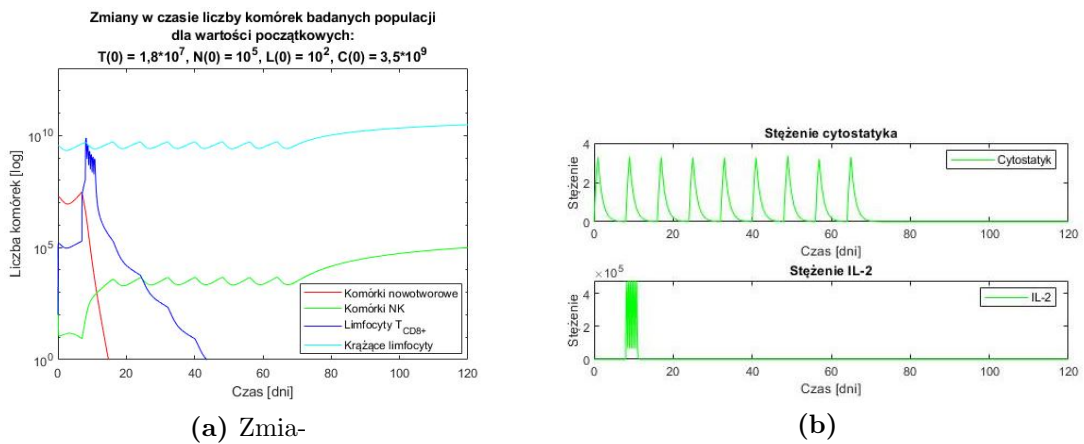 Zmiany w czasie liczby komórek badanych populacji
dla wartości początkowych:
T(0) = 1,8*10^7, N(0) = 10^5, L(0) = 10^2, C(0) = 3,5*10^9
Liczba komórek [log]
10^10
10^5
10^0
0 20 40 60 80 100 120
Czas [dni]
Komórki nowotworowe
Komórki NK
Limfocyty T_CD8+
Krążące limfocyty
(a) Zmia-
Stężenie cytostatyka
Stężenie
4
2
0
Cytostatyk
0 20 40 60 80 100 120
Czas [dni]
Stężenie IL-2
×10^5
Stężenie
4
2
0
IL-2
0 20 40 60 80 100 120
Czas [dni]
(b)